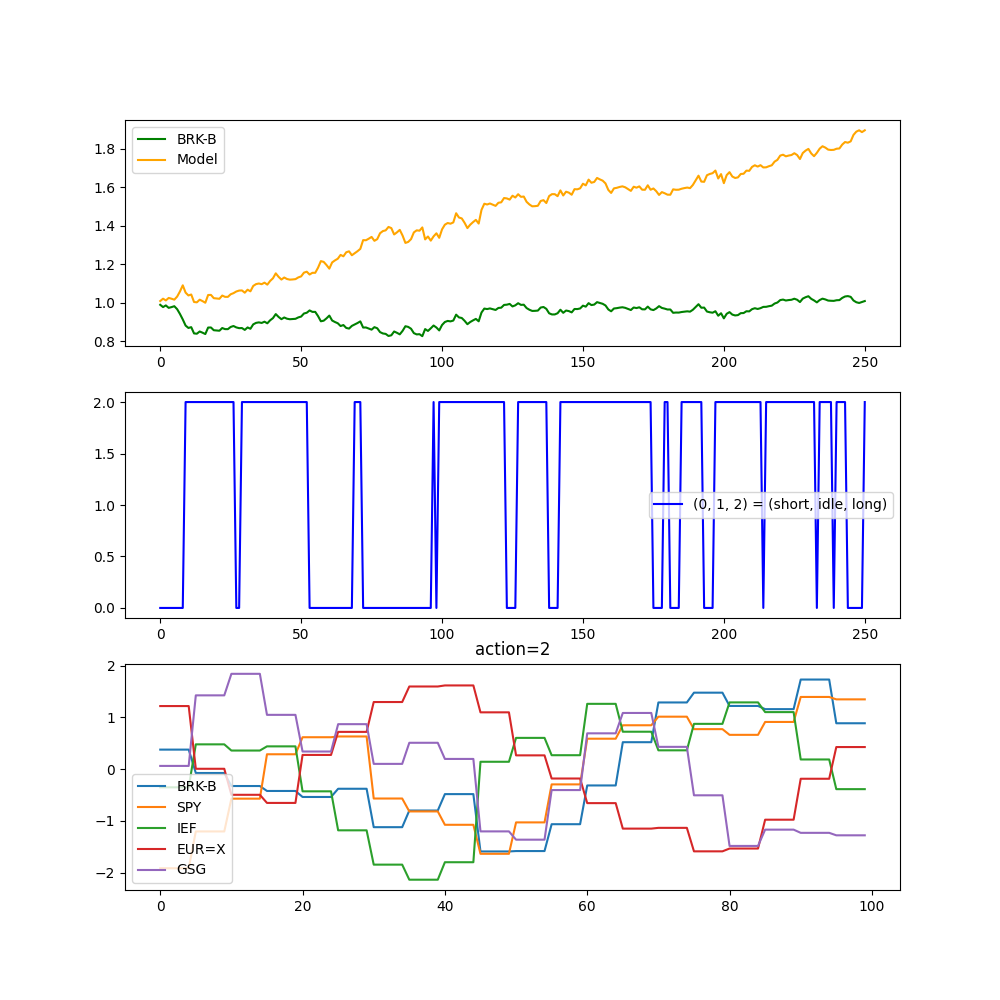 BRK-B
Model
1.8
1.6
1.4
1.2
1.0
0.8
0 50 100 150 200 250
2.0
1.5
1.0
0.5
0.0
(0, 1, 2) = (short, idle, long)
0 50 100 150 200 250
action=2
2
1
0
−1
−2
BRK-B
SPY
IEF
EUR=X
GSG
0 20 40 60 80 100